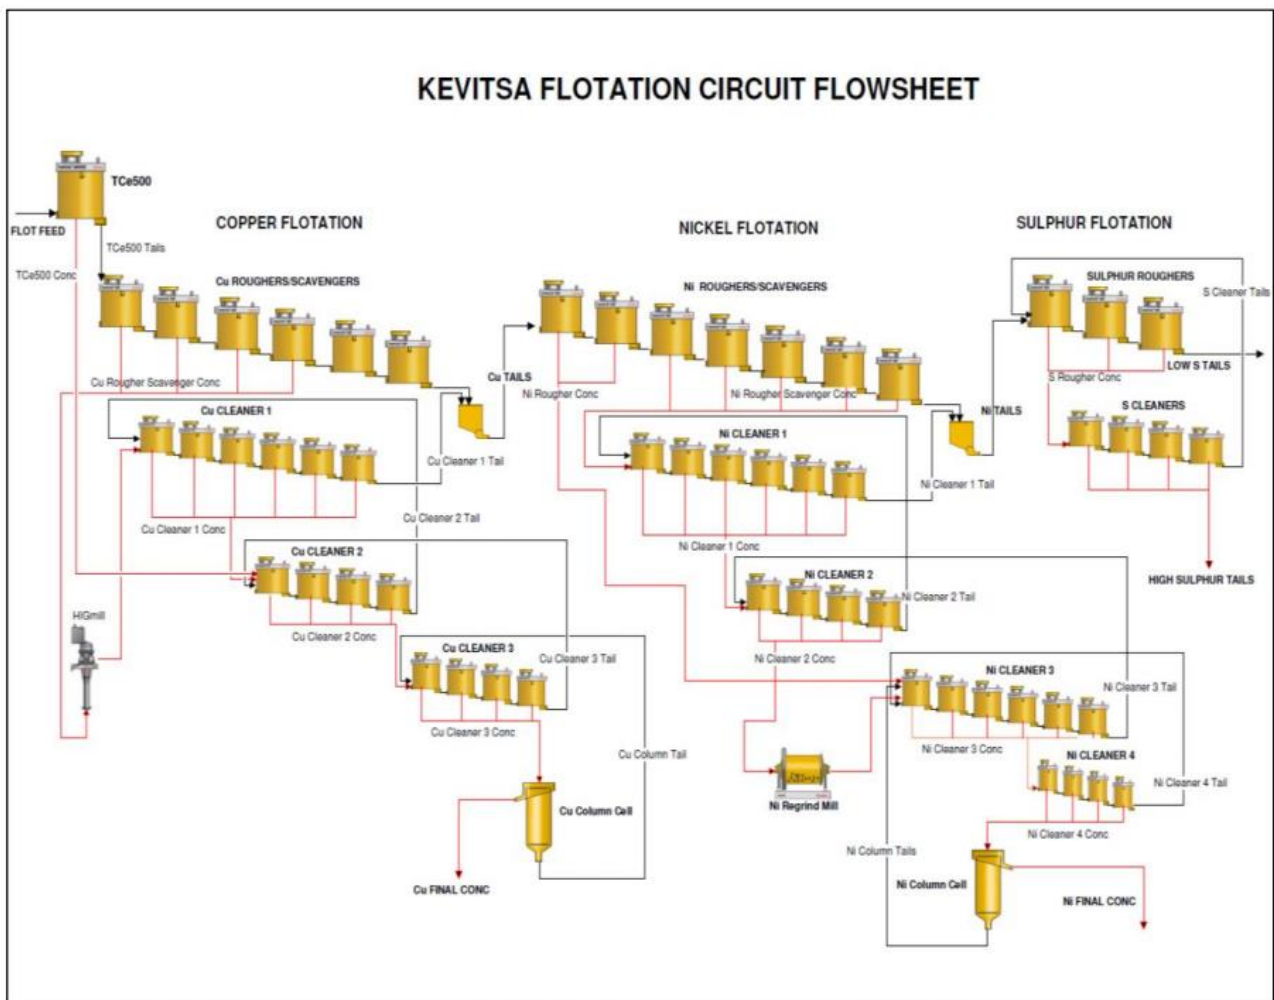 KEVITSA FLOTATION CIRCUIT FLOWSHEET
TCe500
FLOT FEED
TCe500 Tails
TCe500 Conc
COPPER FLOTATION
NICKEL FLOTATION
SULPHUR FLOTATION
Cu ROUGHERS/SCAVENGERS
Ni ROUGHERS/SCAVENGERS
SULPHUR ROUGHERS
S Cleaner Tails
LOW S TAILS
Cu Rougher Scavenger Conc
Cu TAILS
Ni Rougher Conc
Ni Rougher Scavenger Conc
S Rougher Conc
Cu CLEANER 1
Ni CLEANER 1
Ni TAILS
S CLEANERS
Cu Cleaner 1 Tail
Ni Cleaner 1 Tail
Cu Cleaner 1 Conc
Cu Cleaner 2 Tail
Ni Cleaner 1 Conc
Cu CLEANER 2
Ni CLEANER 2
HIGH SULPHUR TAILS
Ni Cleaner 2 Tail
HIGmill
Cu Cleaner 2 Conc
Cu CLEANER 3
Cu Cleaner 3 Tail
Ni Cleaner 2 Conc
Ni CLEANER 3
Ni Cleaner 3 Tail
Cu Cleaner 3 Conc
Cu Column Tail
Ni Cleaner 3 Conc
Ni CLEANER 4
Ni Cleaner 4 Tail
Ni Regrind Mill
Cu Column Cell
Ni Cleaner 4 Conc
Ni Column Tails
Cu FINAL CONC
Ni Column Cell
Ni FINAL CONC